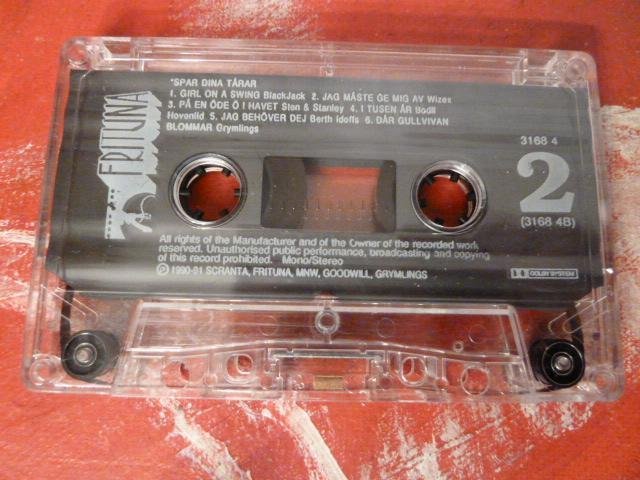 "SPAR DINA TÅRAR
1. GIRL ON A SWING BlackJack 2. JAG MÅSTE GE MIG AV Wizex
3. PÅ EN ÖDE Ö I HAVET Sten & Stanley 4. I TUSEN ÅR Bodil
Hovanlid 5. JAG BEHÖVER DEJ Berth Idoffs 6. DÄR GULLVIVAN
BLOMMAR Grymlings
FRITUNA
3168 4
2
(3168 4B)
All rights of the Manufacturer and of the Owner of the recorded work
reserved. Unauthorised public performance, broadcasting and copying
of this record prohibited. Mono/Stereo
℗ 1990-91 SCRANTA, FRITUNA, MNW, GOODWILL, GRYMLINGS
DOLBY SYSTEM